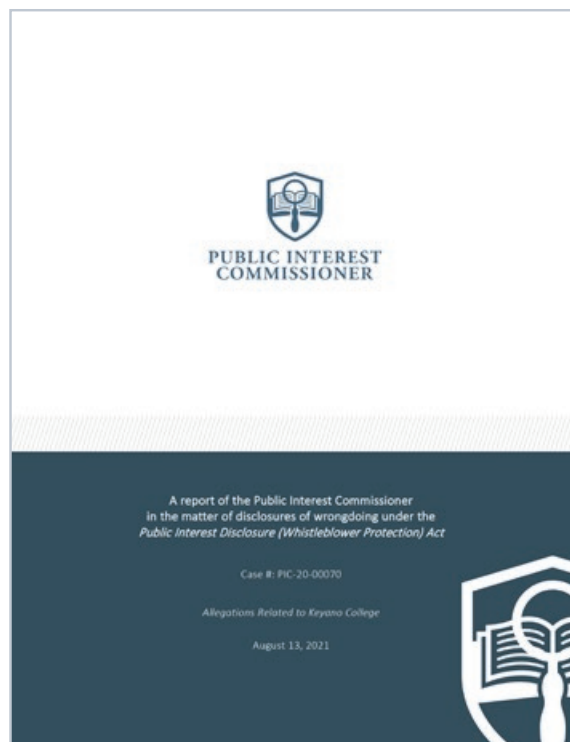 PUBLIC INTEREST
COMMISSIONER
A report of the Public Interest Commissioner
in the matter of disclosures of wrongdoing under the
Public Interest Disclosure (Whistleblower Protection) Act
Case #: PIC-20-00070
Allegations Related to Keyano College
August 13, 2021